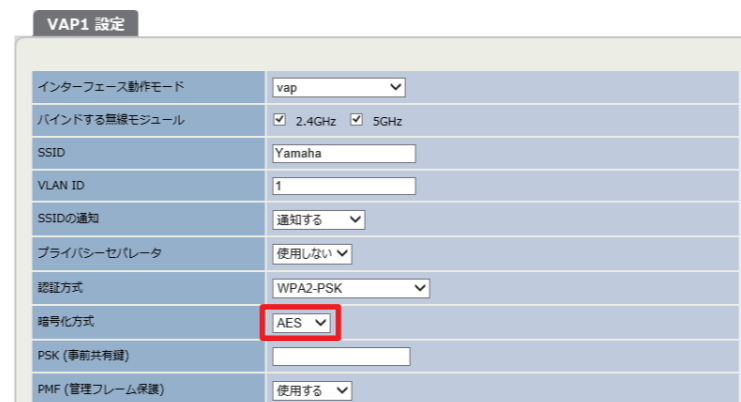 VAP1 設定
インターフェース動作モード vap
バインドする無線モジュール 2.4GHz 5GHz
SSID Yamaha
VLAN ID 1
SSIDの通知 通知する
プライバシーセパレータ 使用しない
認証方式 WPA2-PSK
暗号化方式 AES
PSK (事前共有鍵)
PMF (管理フレーム保護) 使用する